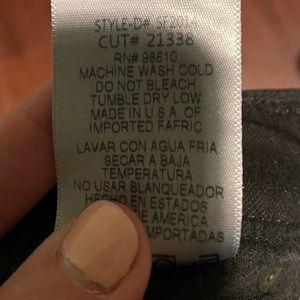 STYLE-D# SF2014
CUT# 21338
RN# 98610
MACHINE WASH COLD
DO NOT BLEACH
TUMBLE DRY LOW
MADE IN U.S.A. OF
IMPORTED FAFRIC
LAVAR CON AGUA FRIA
SECAR A BAJA
TEMPERATURA
NO USAR BLANQUEADOR
HECHO EN ESTADOS
DE AMERICA
IMPORTADAS